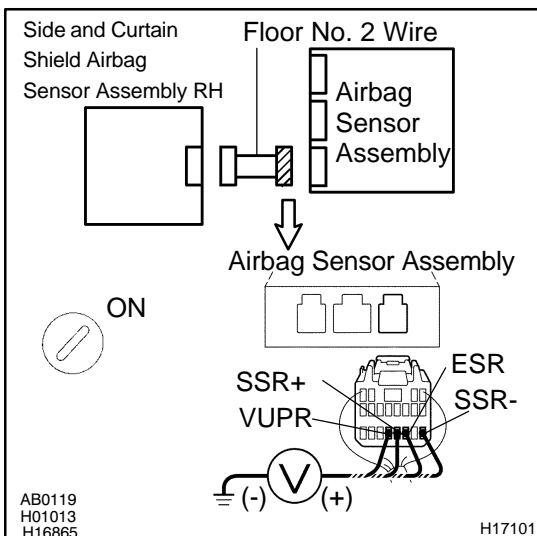 Side and Curtain
Shield Airbag
Sensor Assembly RH
Floor No. 2 Wire
Airbag
Sensor
Assembly
Airbag Sensor Assembly
ON
ESR
SSR+
SSR-
VUPR
V
(-)
(+)
AB0119
H01013
H16865
H17101